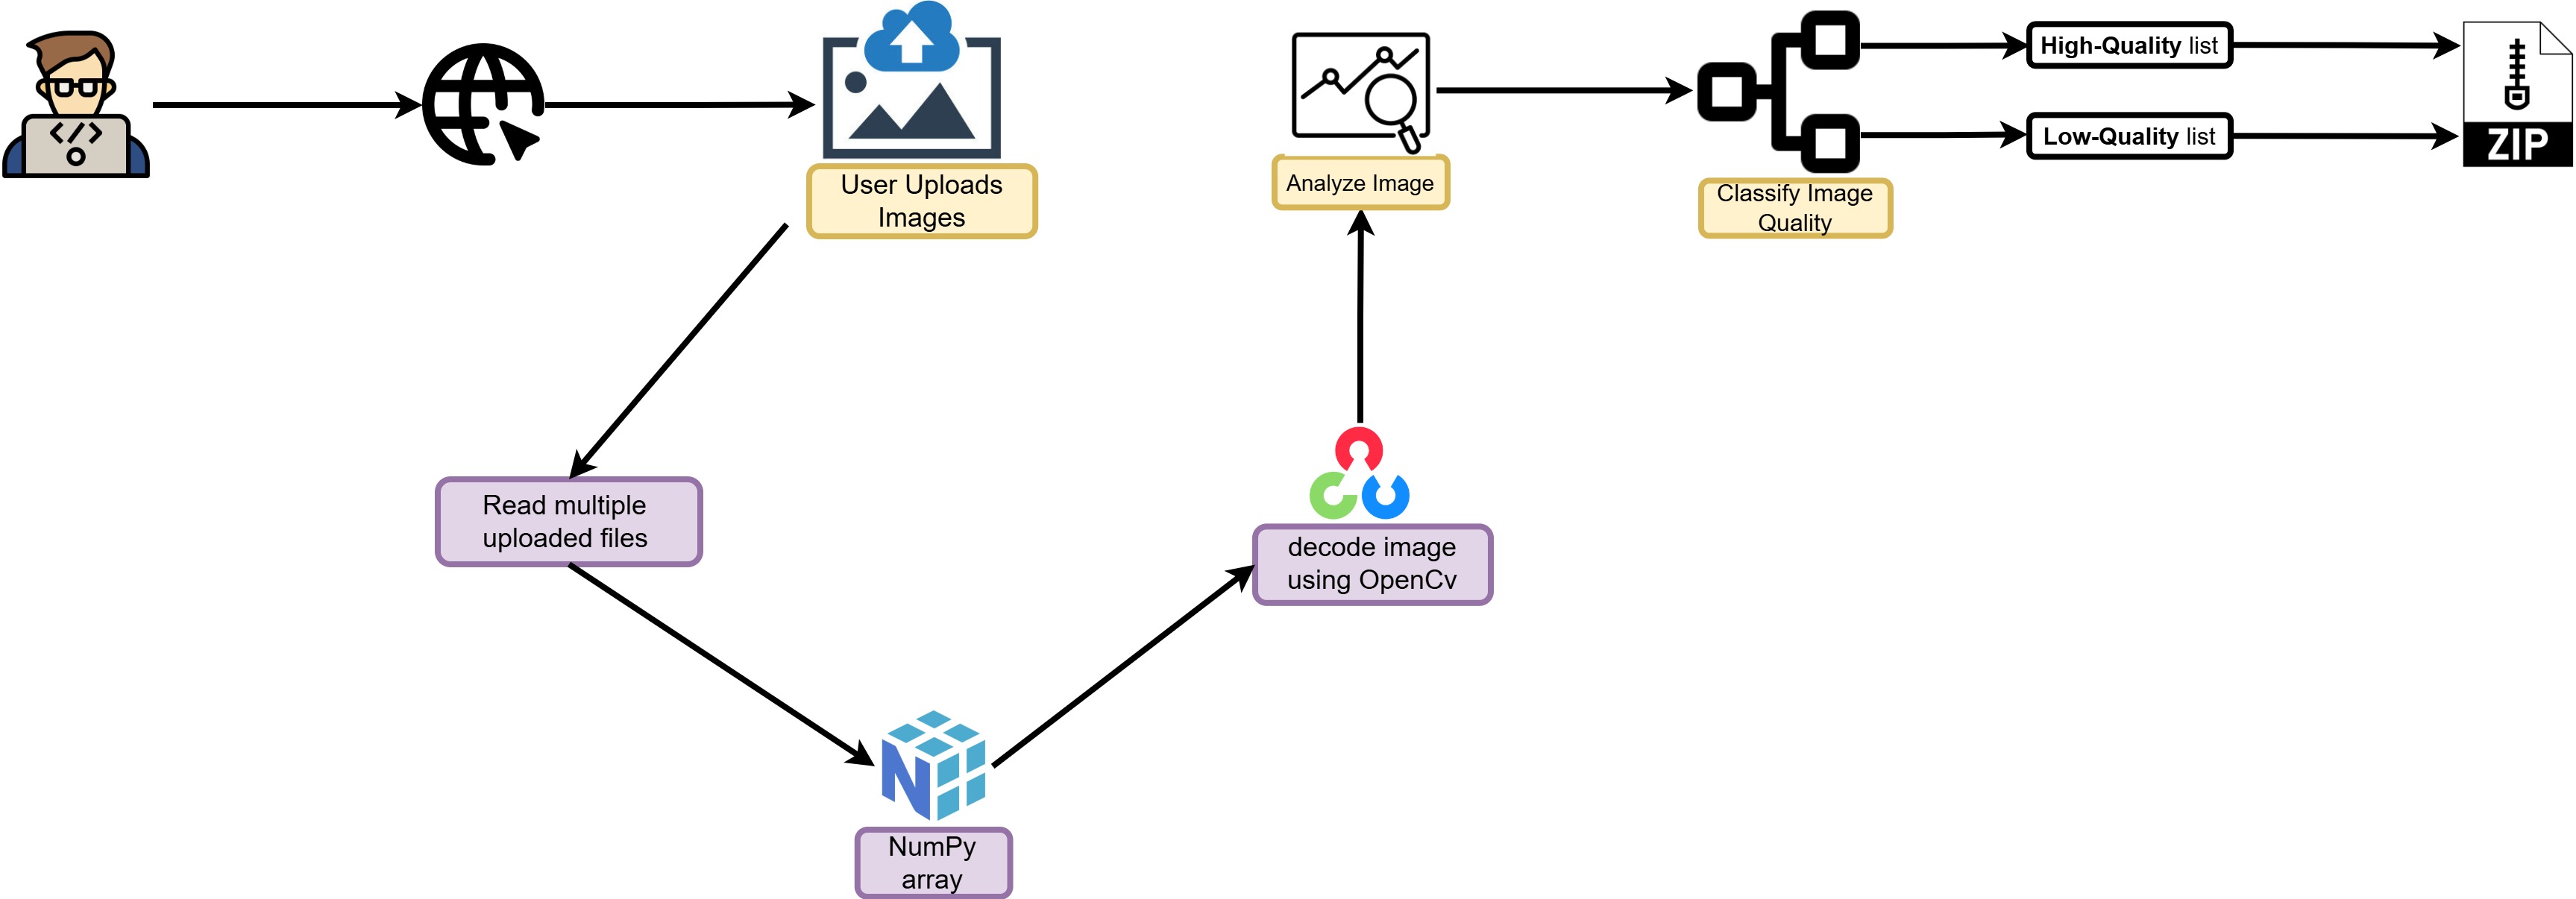 User Uploads
Images
Analyze Image
Classify Image
Quality
High-Quality list
Low-Quality list
ZIP
Read multiple
uploaded files
decode image
using OpenCv
NumPy
array